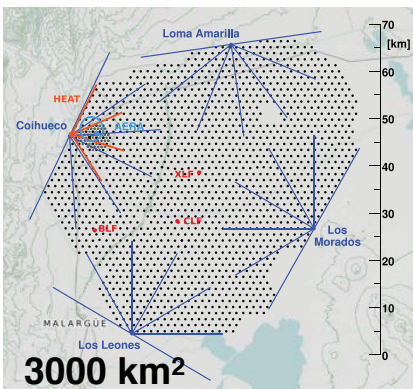 70
Loma Amarilla
[km]
60
HEAT
50
Coihueco
AERA
40
XLF
30
CLF
BLF
Los
Morados
20
10
MALARGÜE
Los Leones
0
3000 km²